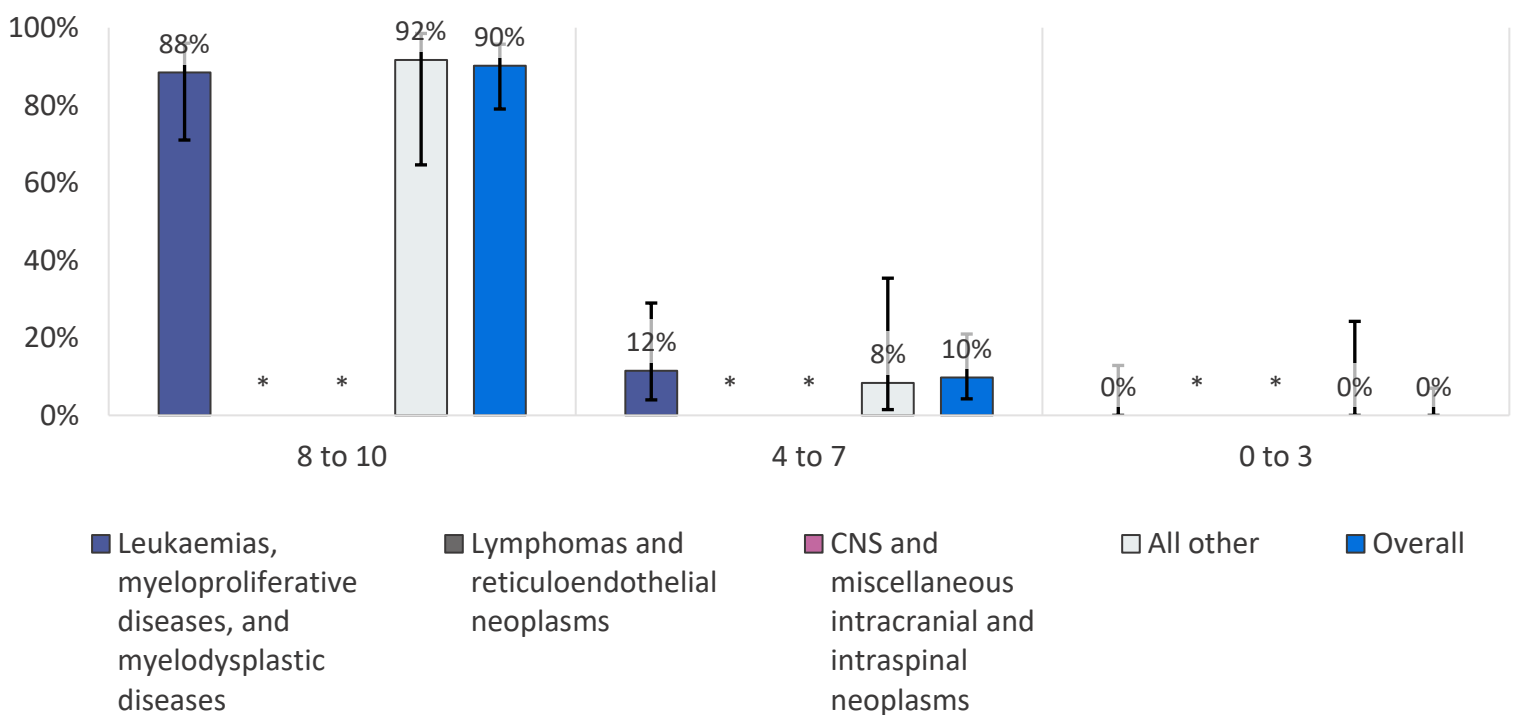 100%
80%
60%
40%
20%
0%
88%
*
*
92%
90%
12%
*
*
8%
10%
0%
*
*
0%
0%
8 to 10
4 to 7
0 to 3
Leukaemias,
myeloproliferative
diseases, and
myelodysplastic
diseases
Lymphomas and
reticuloendothelial
neoplasms
CNS and
miscellaneous
intracranial and
intraspinal
neoplasms
All other
Overall